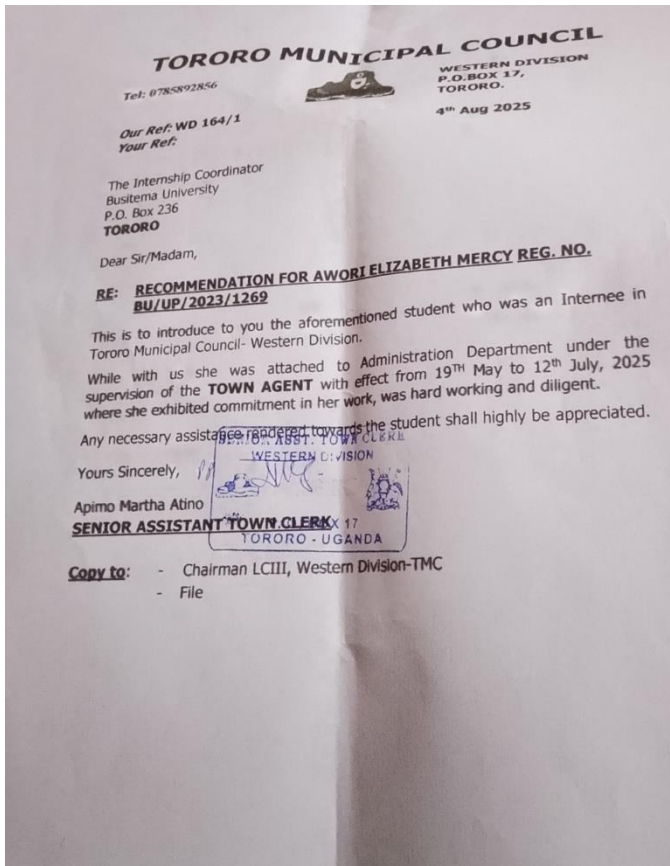 TORORO MUNICIPAL COUNCIL
Tel: 0785892856
WESTERN DIVISION
P.O.BOX 17,
TORORO.
4th Aug 2025
Our Ref: WD 164/1
Your Ref:
The Internship Coordinator
Busitema University
P.O. Box 236
TORORO
Dear Sir/Madam,
RE: RECOMMENDATION FOR AWORI ELIZABETH MERCY REG. NO.
BU/UP/2023/1269
This is to introduce to you the aforementioned student who was an Internee in
Tororo Municipal Council- Western Division.
While with us she was attached to Administration Department under the
supervision of the TOWN AGENT with effect from 19TH May to 12th July, 2025
where she exhibited commitment in her work, was hard working and diligent.
Any necessary assistance rendered towards the student shall highly be appreciated.
ASST. TOWN CLERK
Yours Sincerely,
WESTERN DIVISION
Apimo Martha Atino
SENIOR ASSISTANT TOWN CLERK
17
TORORO - UGANDA
Copy to: - Chairman LCIII, Western Division-TMC
- File